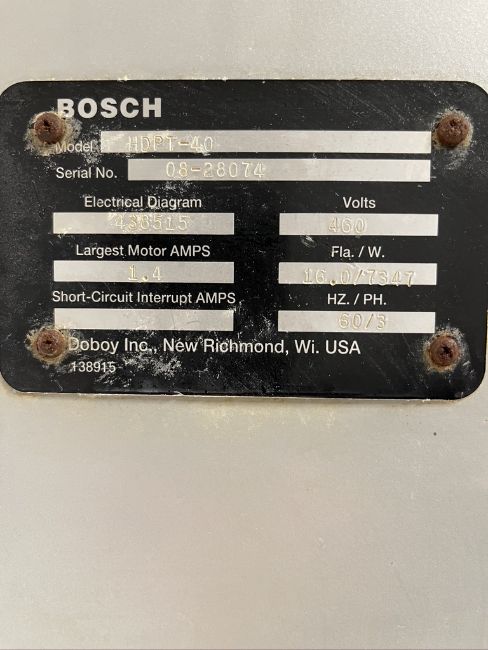 BOSCH
Model HDPT-40
Serial No. 08-28074
Electrical Diagram Volts
436515 460
Largest Motor AMPS Fla./W.
1.4 16.0/7347
Short-Circuit Interrupt AMPS HZ./PH.
60/3
Doboy Inc., New Richmond, Wi. USA
138915